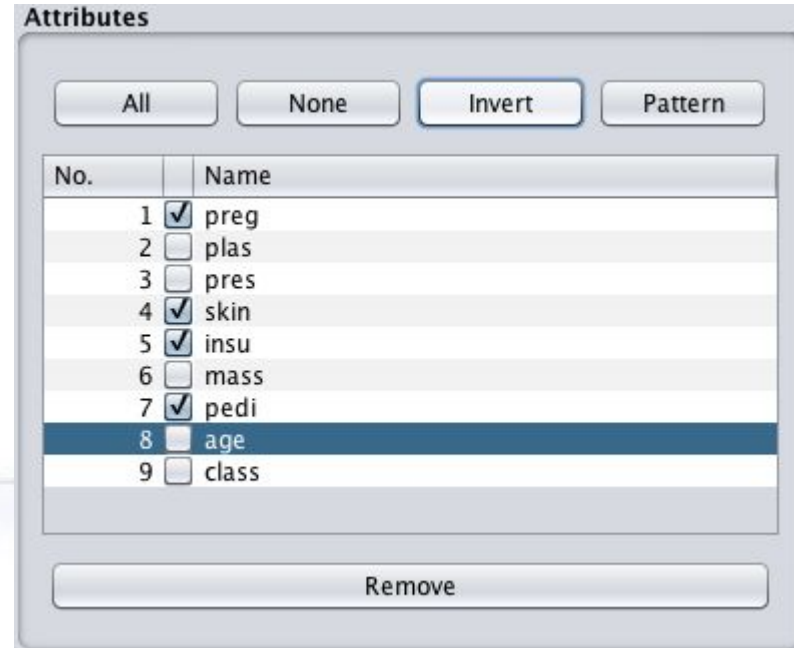 Attributes
All None Invert Pattern
No. Name
1 preg
2 plas
3 pres
4 skin
5 insu
6 mass
7 pedi
8 age
9 class
Remove